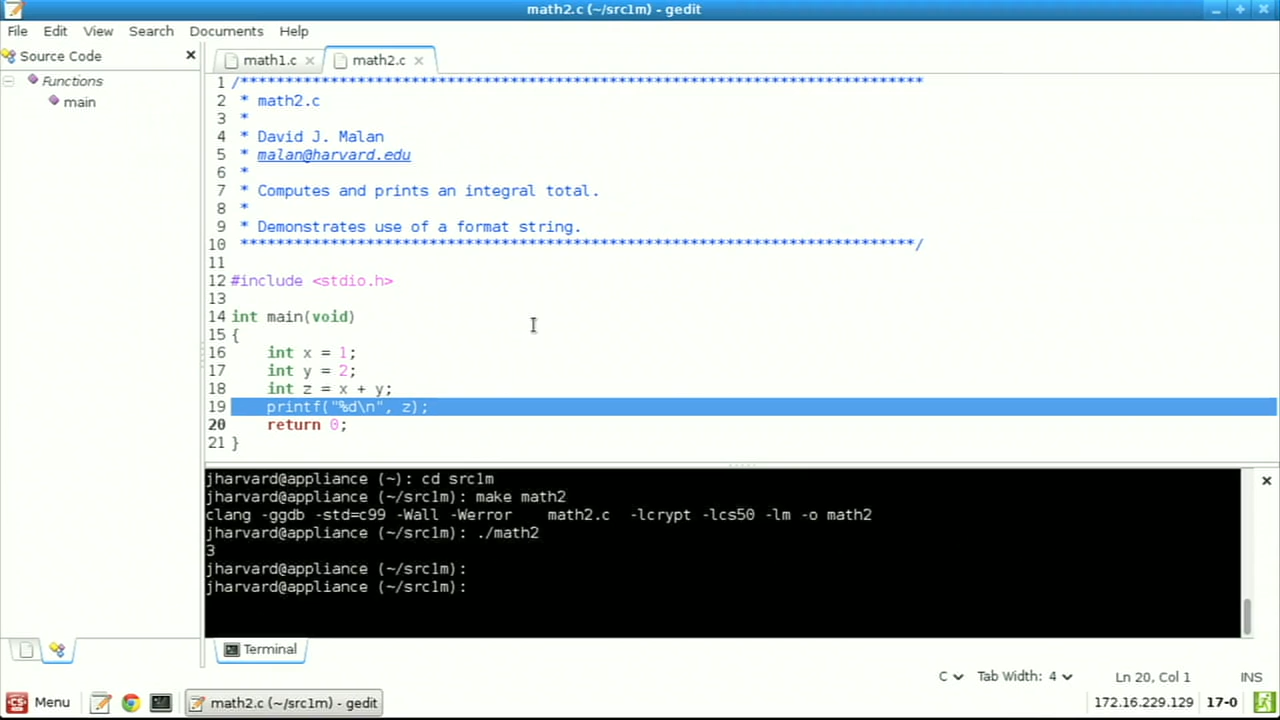 math2.c (~/src1m) - gedit
File Edit View Search Documents Help
Source Code
math1.c
math2.c
Functions
main
1 /****************************************************************************
2 * math2.c
3 *
4 * David J. Malan
5 * malan@harvard.edu
6 *
7 * Computes and prints an integral total.
8 *
9 * Demonstrates use of a format string.
10 ***************************************************************************/
11
12 #include <stdio.h>
13
14 int main(void)
15 {
16 int x = 1;
17 int y = 2;
18 int z = x + y;
19 printf("%d\n", z);
20 return 0;
21 }
jharvard@appliance (~): cd src1m
jharvard@appliance (~/src1m): make math2
clang -ggdb -std=c99 -Wall -Werror math2.c -lcrypt -lcs50 -lm -o math2
jharvard@appliance (~/src1m): ./math2
3
jharvard@appliance (~/src1m):
jharvard@appliance (~/src1m):
Terminal
C Tab Width: 4 Ln 20, Col 1 INS
Menu
math2.c (~/src1m) - gedit
172.16.229.129 17-0